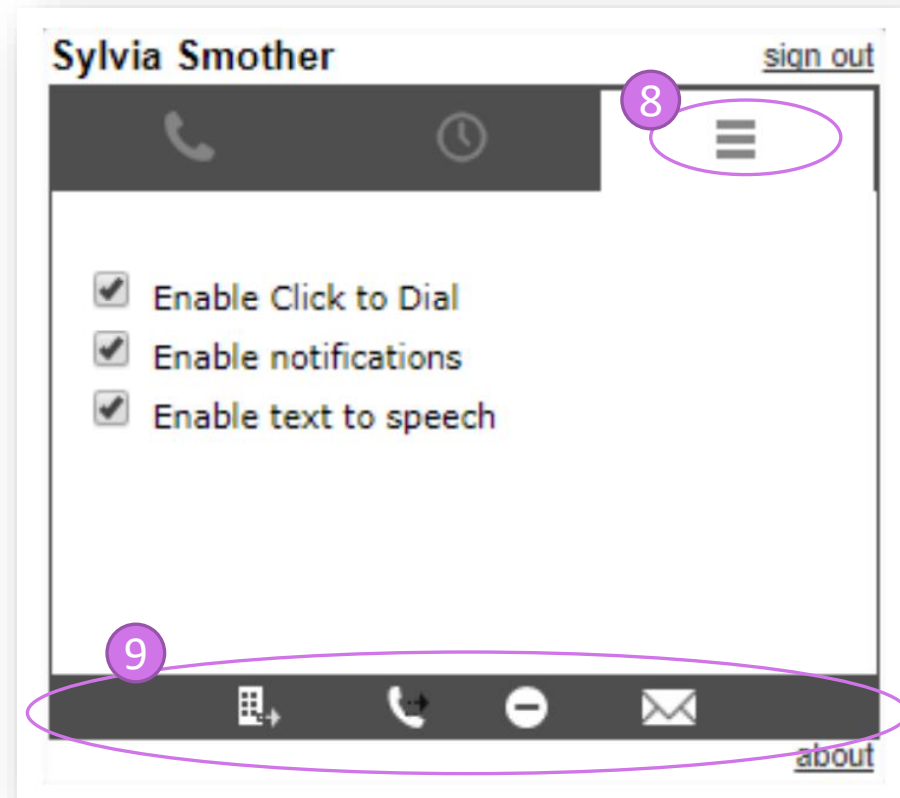 Sylvia Smother sign out
8
Enable Click to Dial
Enable notifications
Enable text to speech
9
about